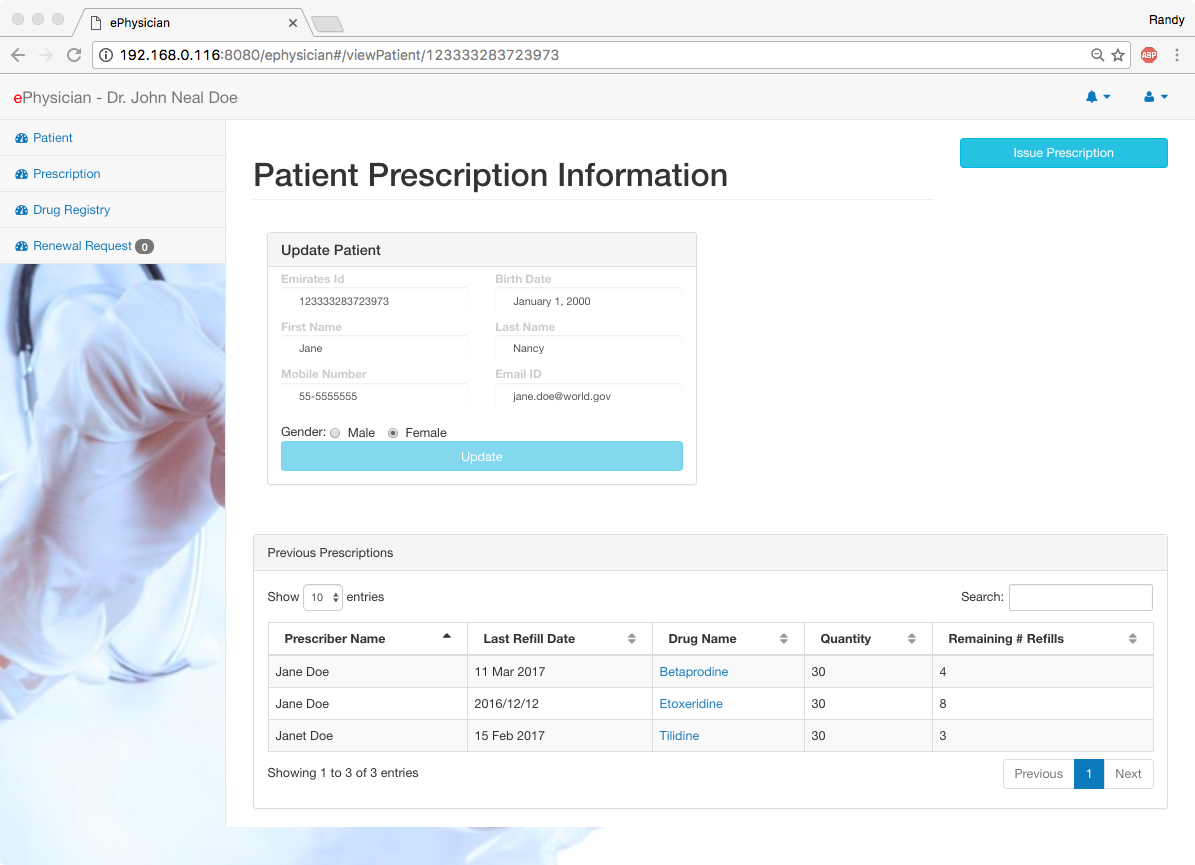 ePhysician
Randy
192.168.0.116:8080/ephysician#/viewPatient/123333283723973
ABP
ePhysician - Dr. John Neal Doe
Patient
Prescription
Drug Registry
Renewal Request 0
Issue Prescription
Patient Prescription Information
Update Patient
Emirates Id Birth Date
123333283723973 January 1, 2000
First Name Last Name
Jane Nancy
Mobile Number Email ID
55-5555555 jane.doe@world.gov
Gender: Male Female
Update
Previous Prescriptions
Show 10 entries Search:
Prescriber Name Last Refill Date Drug Name Quantity Remaining # Refills
Jane Doe 11 Mar 2017 Betaprodine 30 4
Jane Doe 2016/12/12 Etoxeridine 30 8
Janet Doe 15 Feb 2017 Tilidine 30 3
Showing 1 to 3 of 3 entries Previous 1 Next